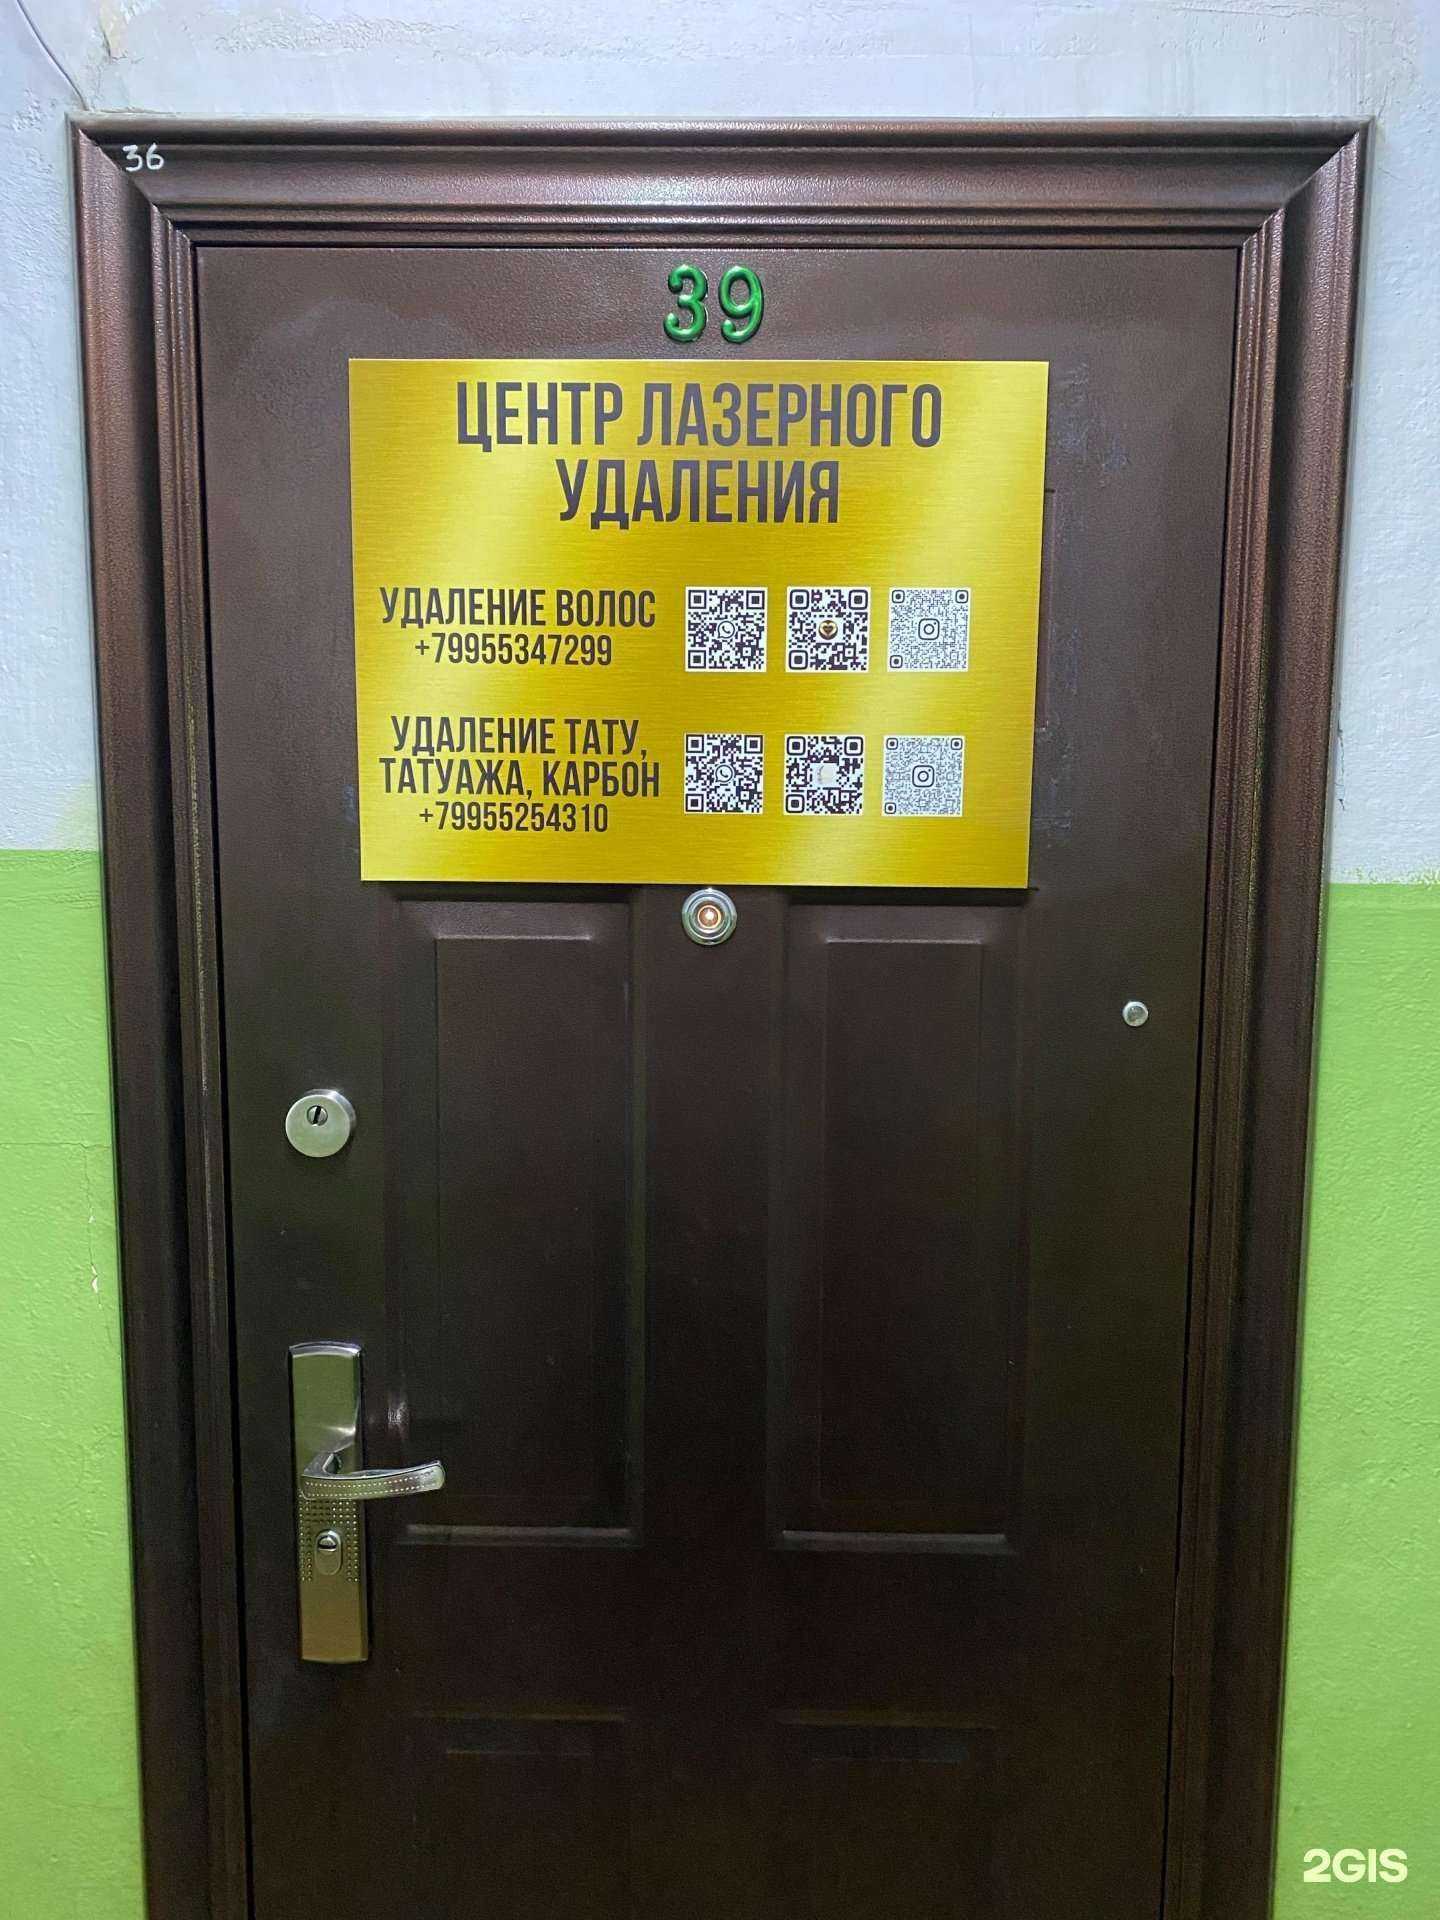 36
39
ЦЕНТР ЛАЗЕРНОГО
УДАЛЕНИЯ
УДАЛЕНИЕ ВОЛОС
+79955347299
УДАЛЕНИЕ ТАТУ,
ТАТУАЖА, КАРБОН
+79955254310
2GIS